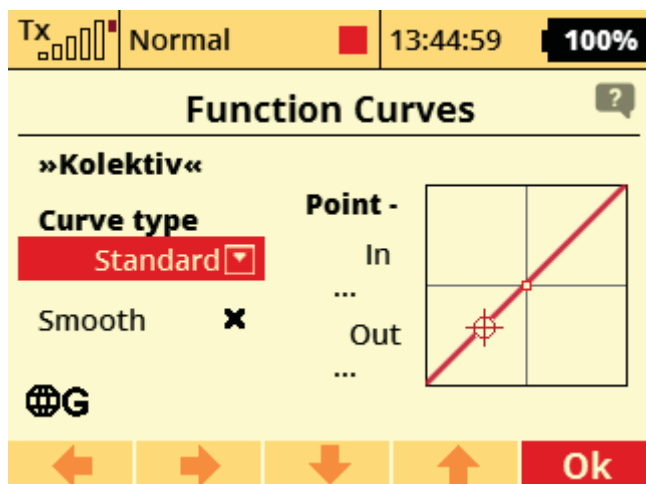 Tx Normal 13:44:59 100%
Function Curves ?
»Kolektiv«
Curve type
Standard
Smooth
G
Point -
In
...
Out
...
Ok